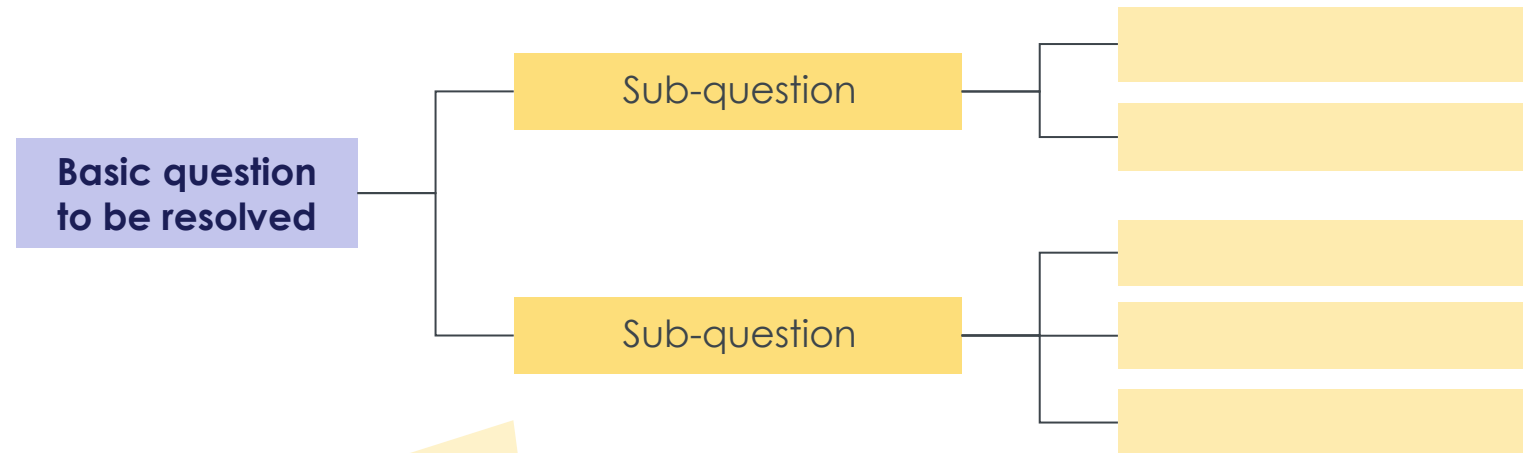 Sub-question
Basic question
to be resolved
Sub-question